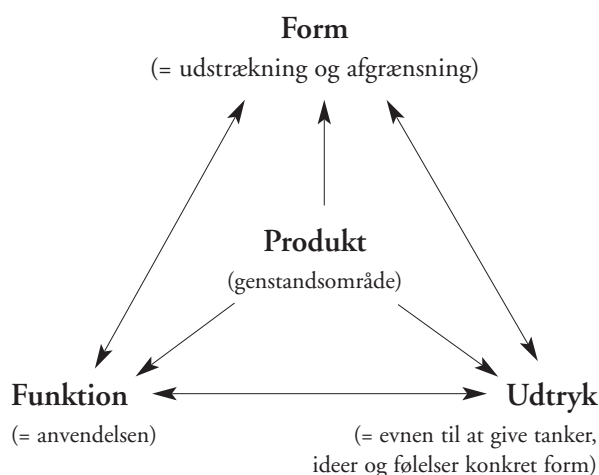 Form
(= udstrækning og afgrænsning)
Produkt
(genstandsområde)
Funktion
(= anvendelsen)
Udtryk
(= evnen til at give tanker,
ideer og følelser konkret form)